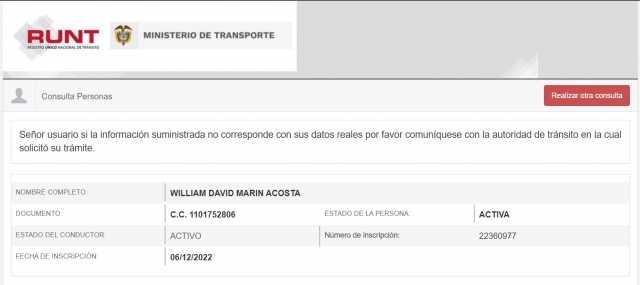 RUNT
REGISTRO ÚNICO NACIONAL DE TRÁNSITO
MINISTERIO DE TRANSPORTE
Consulta Personas
Realizar otra consulta
Señor usuario si la información suministrada no corresponde con sus datos reales por favor comuníquese con la autoridad de tránsito en la cual
solicitó su trámite.
NOMBRE COMPLETO: WILLIAM DAVID MARIN ACOSTA
DOCUMENTO: C.C. 1101752806 ESTADO DE LA PERSONA: ACTIVA
ESTADO DEL CONDUCTOR: ACTIVO Número de Inscripción: 22360977
FECHA DE INSCRIPCIÓN: 06/12/2022